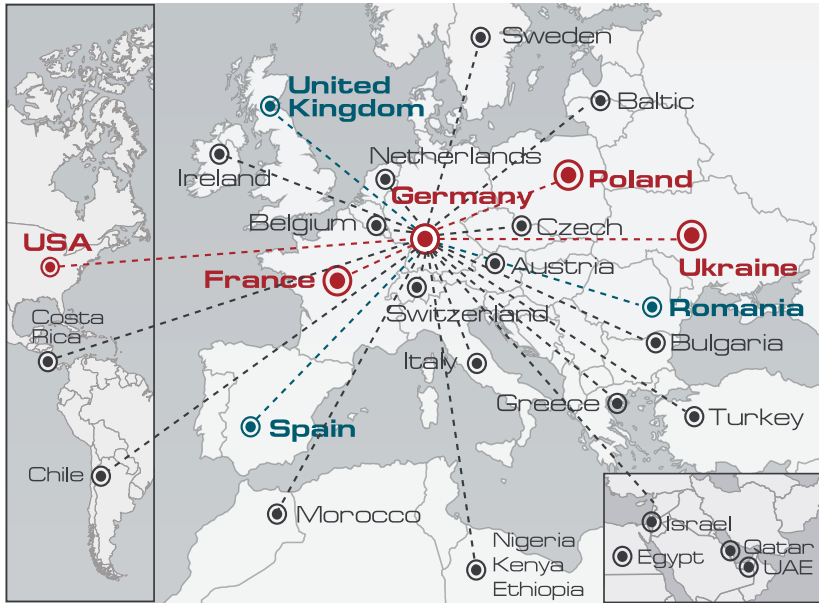 Sweden
United
Kingdom
Baltic
Ireland
Netherlands
Germany
Poland
Belgium
Czech
USA
Ukraine
France
Austria
Switzerland
Romania
Costa
Rica
Italy
Bulgaria
Greece
Turkey
Spain
Chile
Morocco
Nigeria
Kenya
Ethiopia
Israel
Egypt
Qatar
UAE